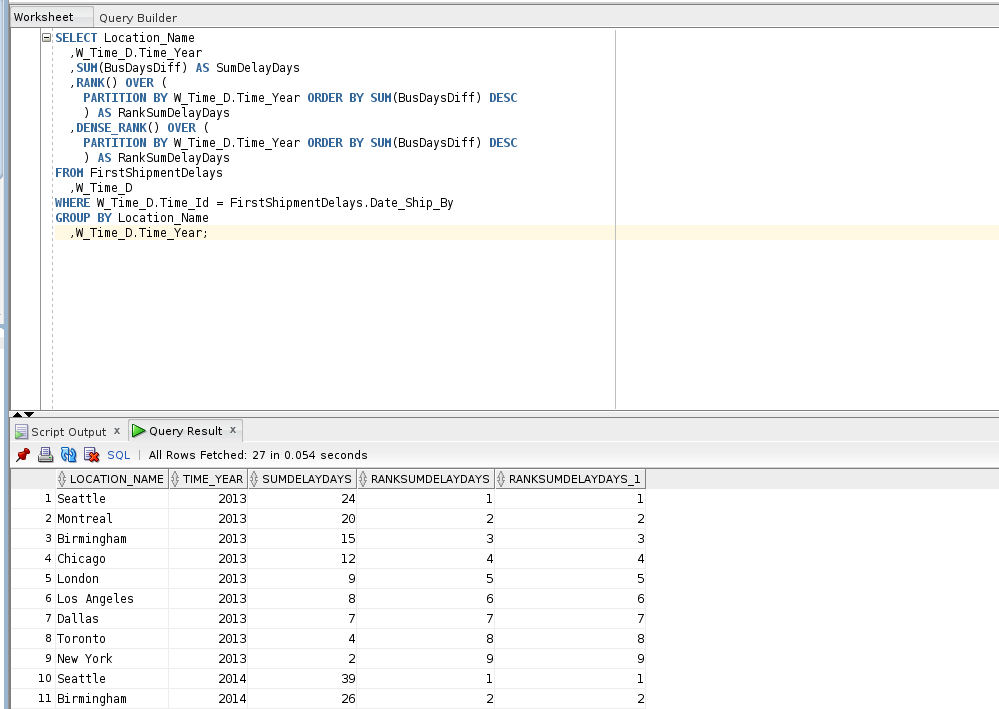 Worksheet Query Builder
SELECT Location_Name
,W_Time_D.Time_Year
,SUM(BusDaysDiff) AS SumDelayDays
,RANK() OVER (
PARTITION BY W_Time_D.Time_Year ORDER BY SUM(BusDaysDiff) DESC
) AS RankSumDelayDays
,DENSE_RANK() OVER (
PARTITION BY W_Time_D.Time_Year ORDER BY SUM(BusDaysDiff) DESC
) AS RankSumDelayDays
FROM FirstShipmentDelays
,W_Time_D
WHERE W_Time_D.Time_Id = FirstShipmentDelays.Date_Ship_By
GROUP BY Location_Name
,W_Time_D.Time_Year;
Script Output x Query Result x
SQL | All Rows Fetched: 27 in 0.054 seconds
LOCATION_NAME TIME_YEAR SUMDELAYDAYS RANKSUMDELAYDAYS RANKSUMDELAYDAYS_1
1 Seattle 2013 24 1 1
2 Montreal 2013 20 2 2
3 Birmingham 2013 15 3 3
4 Chicago 2013 12 4 4
5 London 2013 9 5 5
6 Los Angeles 2013 8 6 6
7 Dallas 2013 7 7 7
8 Toronto 2013 4 8 8
9 New York 2013 2 9 9
10 Seattle 2014 39 1 1
11 Birmingham 2014 26 2 2